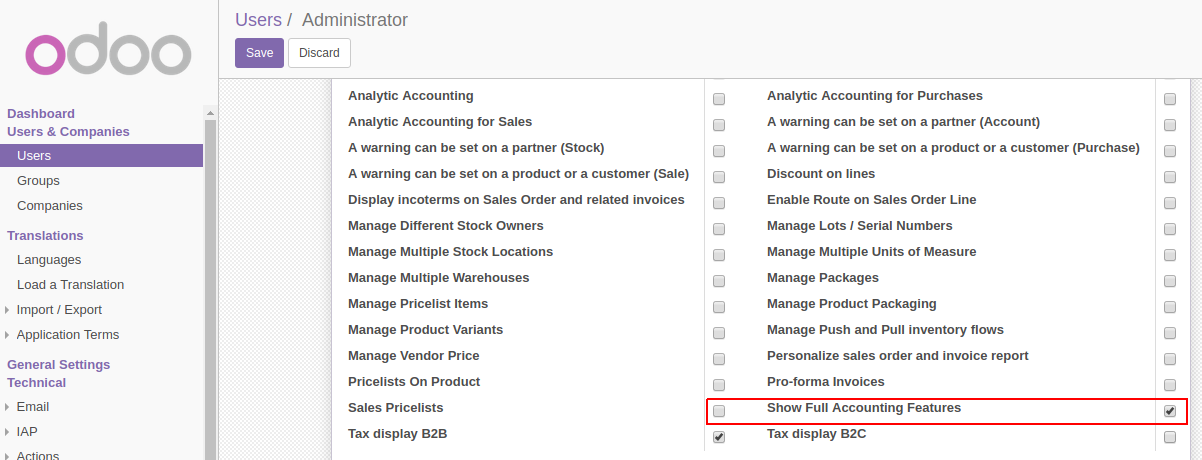 odoo
Users / Administrator
Save Discard
Dashboard
Users & Companies
Users
Groups
Companies
Translations
Languages
Load a Translation
Import / Export
Application Terms
General Settings
Technical
Email
IAP
Actions
Analytic Accounting Analytic Accounting for Purchases
Analytic Accounting for Sales A warning can be set on a partner (Account)
A warning can be set on a partner (Stock) A warning can be set on a product or a customer (Purchase)
A warning can be set on a product or a customer (Sale) Discount on lines
Display incoterms on Sales Order and related invoices Enable Route on Sales Order Line
Manage Different Stock Owners Manage Lots / Serial Numbers
Manage Multiple Stock Locations Manage Multiple Units of Measure
Manage Multiple Warehouses Manage Packages
Manage Pricelist Items Manage Product Packaging
Manage Product Variants Manage Push and Pull inventory flows
Manage Vendor Price Personalize sales order and invoice report
Pricelists On Product Pro-forma Invoices
Sales Pricelists Show Full Accounting Features
Tax display B2B Tax display B2C